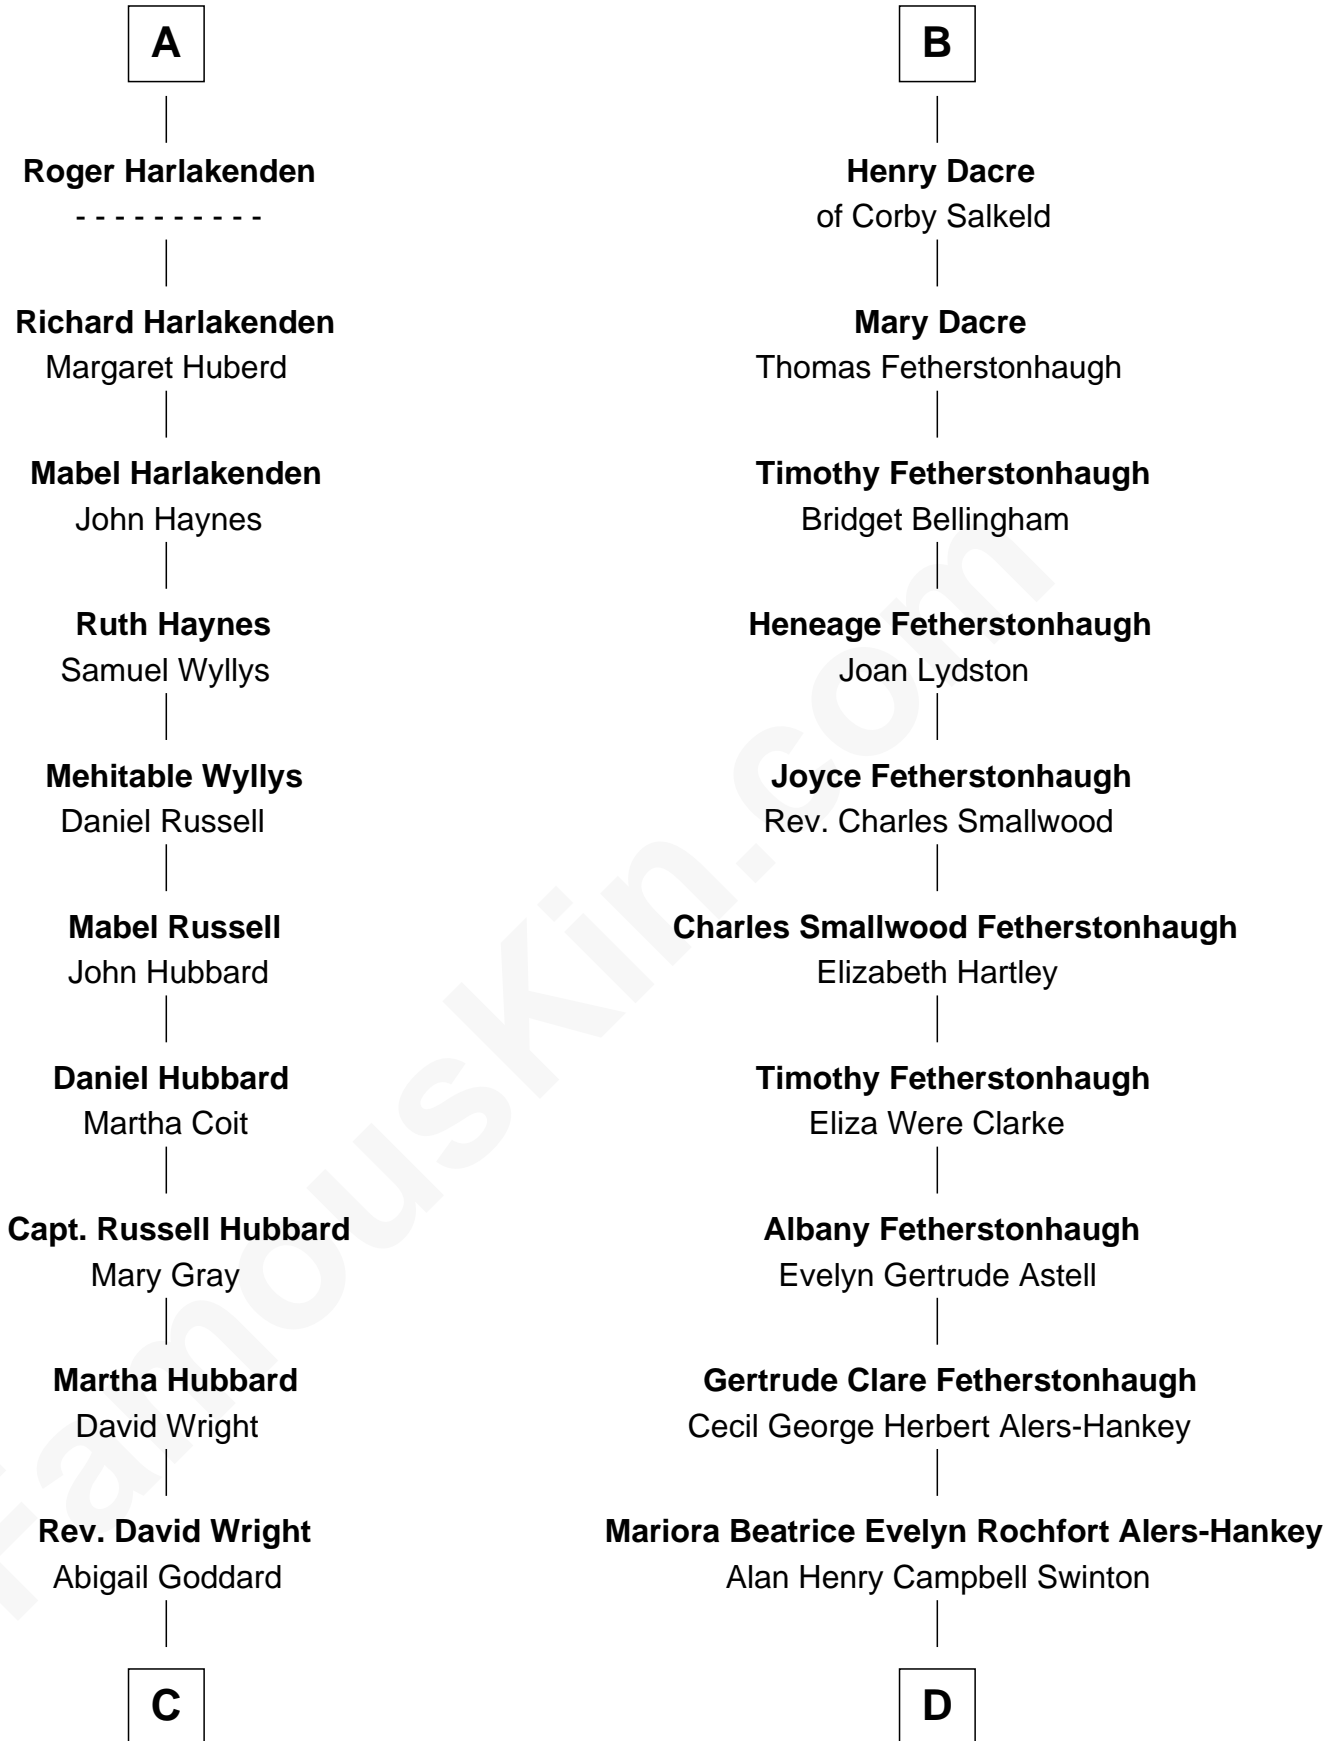 A
Roger Harlakenden
- - - - - - - - - -
Richard Harlakenden
Margaret Huberd
Mabel Harlakenden
John Haynes
Ruth Haynes
Samuel Wyllys
Mehitable Wyllys
Daniel Russell
Mabel Russell
John Hubbard
Daniel Hubbard
Martha Coit
Capt. Russell Hubbard
Mary Gray
Martha Hubbard
David Wright
Rev. David Wright
Abigail Goddard
C
B
Henry Dacre
of Corby Salkeld
Mary Dacre
Thomas Fetherstonhaugh
Timothy Fetherstonhaugh
Bridget Bellingham
Heneage Fetherstonhaugh
Joan Lydston
Joyce Fetherstonhaugh
Rev. Charles Smallwood
Charles Smallwood Fetherstonhaugh
Elizabeth Hartley
Timothy Fetherstonhaugh
Eliza Were Clarke
Albany Fetherstonhaugh
Evelyn Gertrude Astell
Gertrude Clare Fetherstonhaugh
Cecil George Herbert Alers-Hankey
Mariora Beatrice Evelyn Rochfort Alers-Hankey
Alan Henry Campbell Swinton
D
FamousKin.com